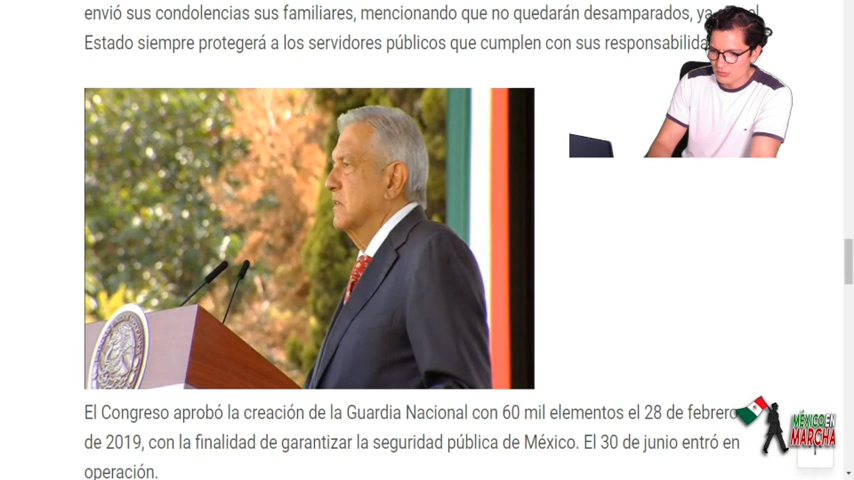 envió sus condolencias sus familiares, mencionando que no quedarán desamparados,
Estado siempre protegerá a los servidores públicos que cumplen con sus
El Congreso aprobó la creación de la Guardia Nacional con 60 mil elementos el 28 de febrero
de 2019, con la finalidad de garantizar la seguridad pública de México. El 30 de junio entró en
operación.
MÉXICO EN
MARCHA